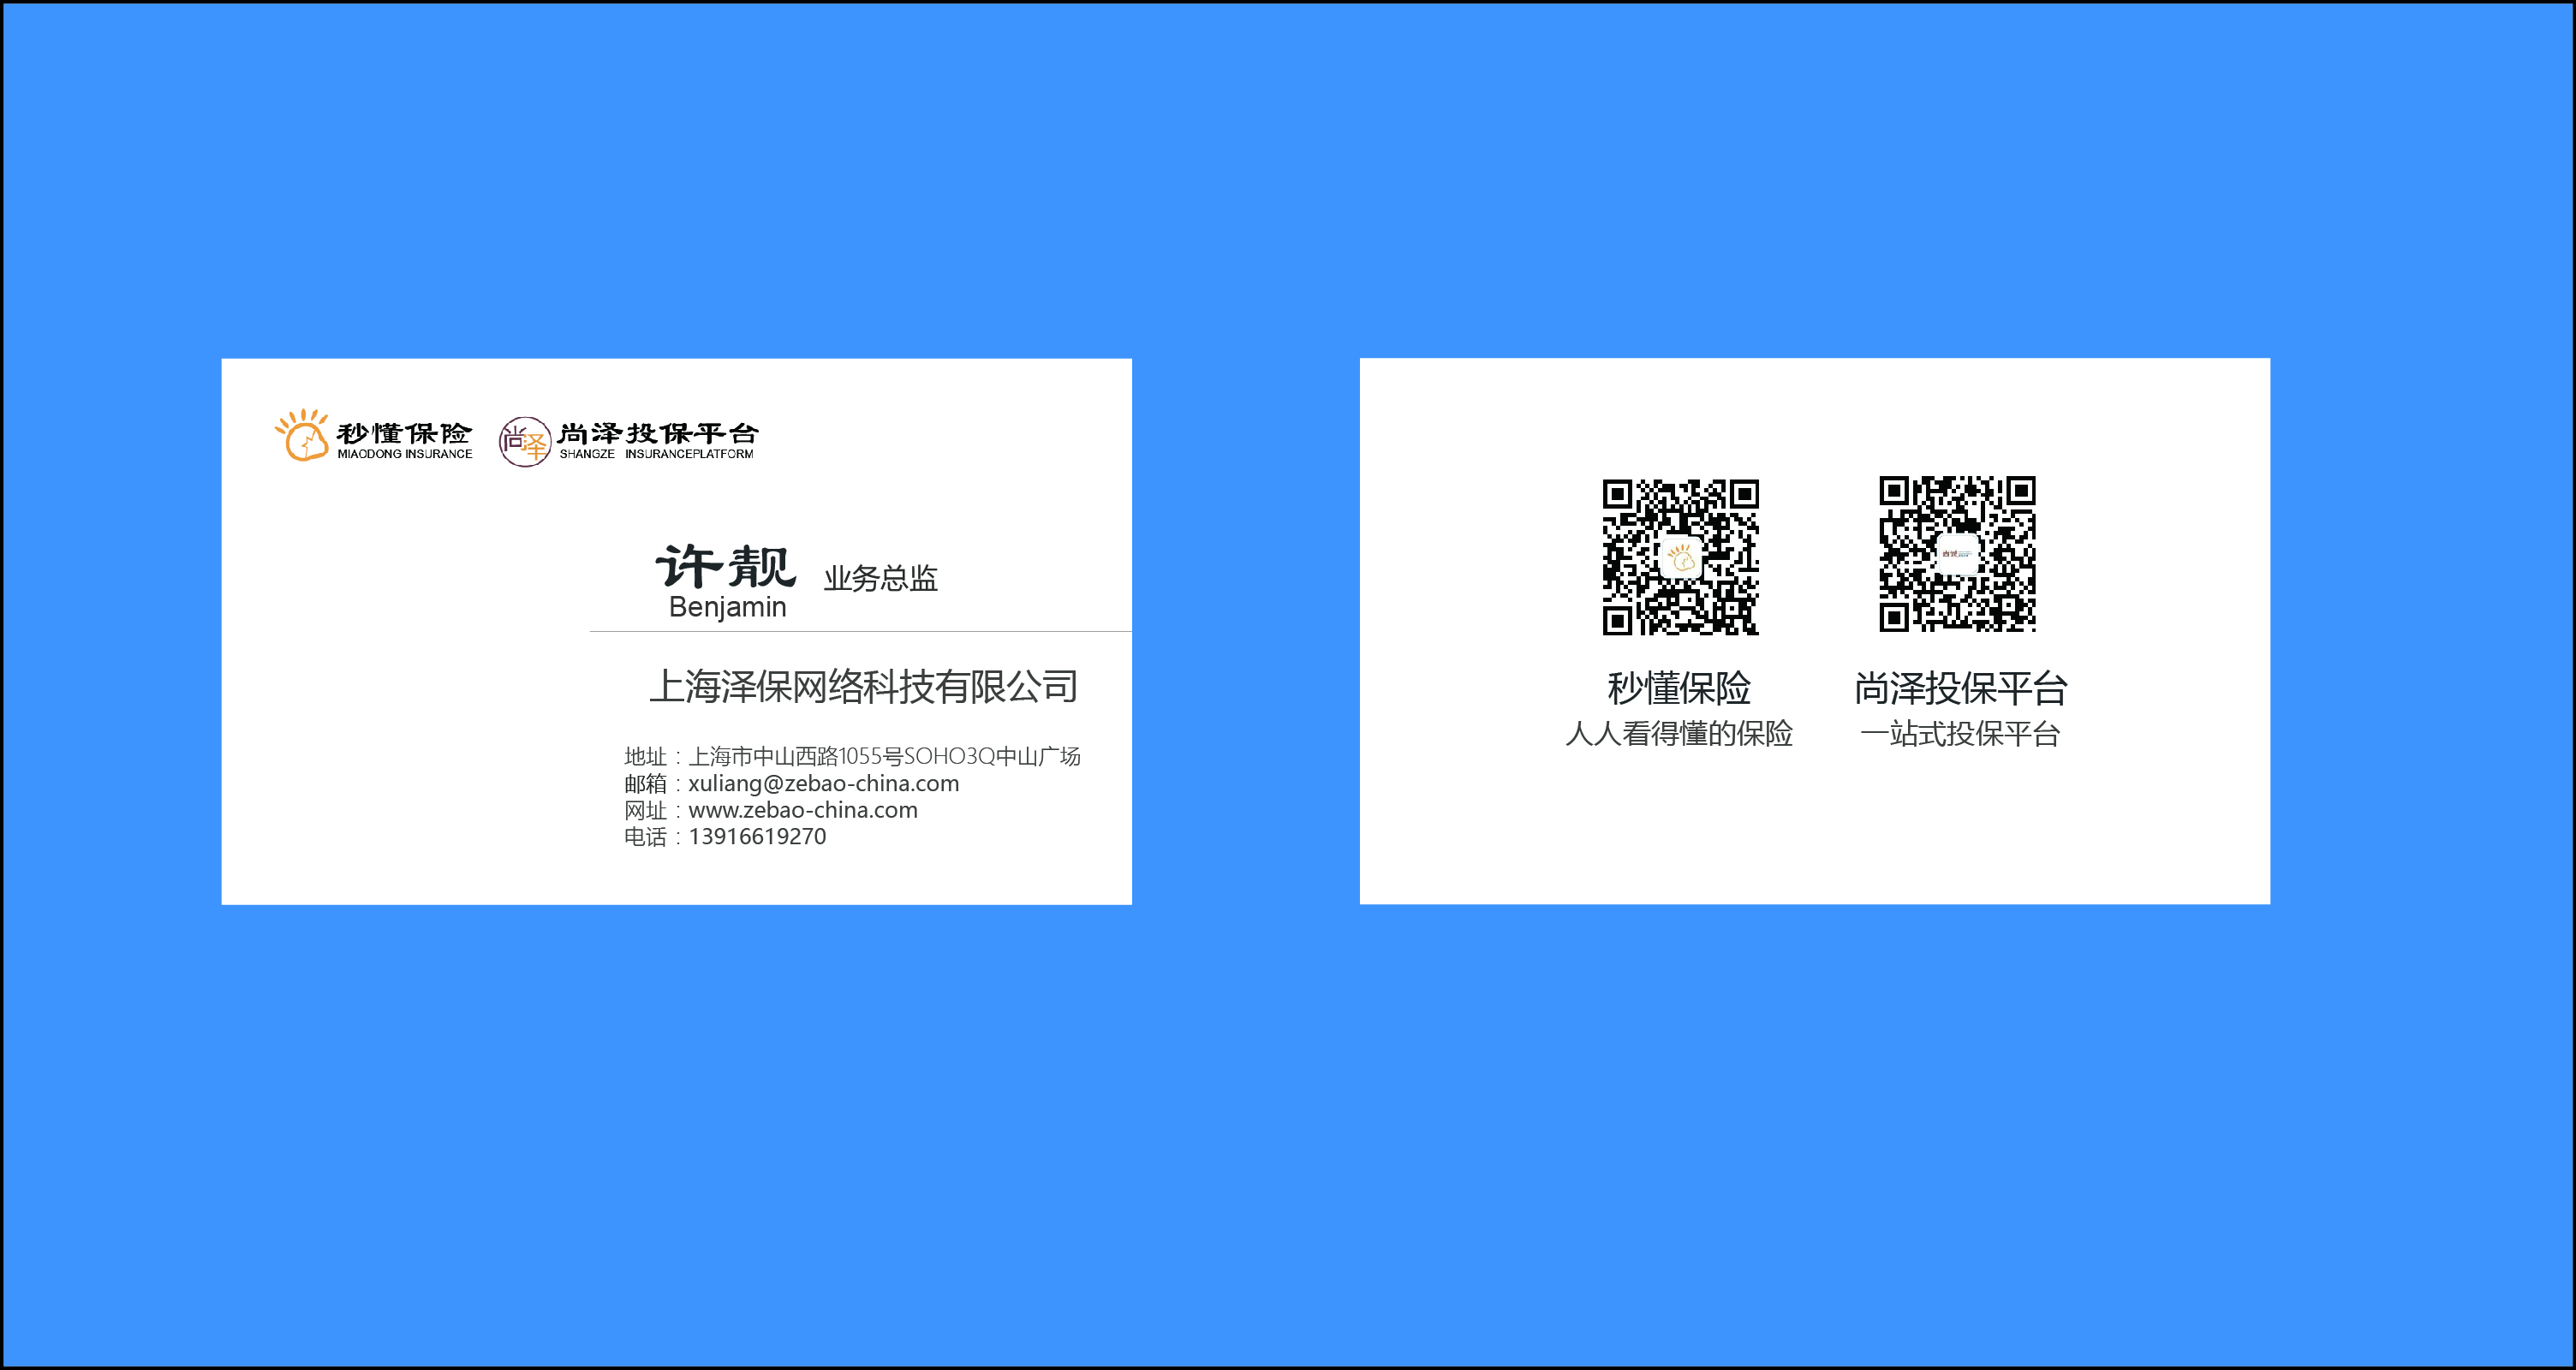 秒懂保险
MIAODONG INSURANCE
尚泽
尚泽投保平台
SHANGZE INSURANCEPLATFORM
许靓 业务总监
Benjamin
上海泽保网络科技有限公司
地址：上海市中山西路1055号SOHO3Q中山广场
邮箱：xuliang@zebao-china.com
网址：www.zebao-china.com
电话：13916619270
秒懂保险
人人看得懂的保险
尚泽投保平台
一站式投保平台